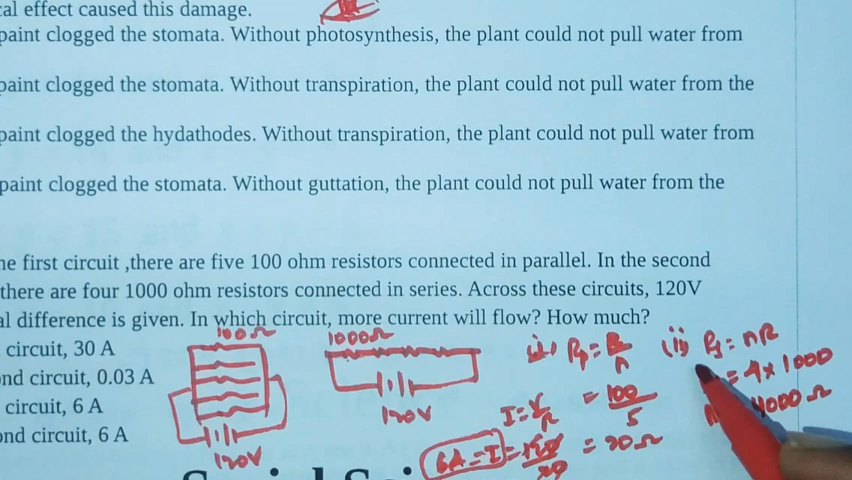 al effect caused this damage.
paint clogged the stomata. Without photosynthesis, the plant could not pull water from
paint clogged the stomata. Without transpiration, the plant could not pull water from the
paint clogged the hydathodes. Without transpiration, the plant could not pull water from
paint clogged the stomata. Without guttation, the plant could not pull water from the
he first circuit ,there are five 100 ohm resistors connected in parallel. In the second
there are four 1000 ohm resistors connected in series. Across these circuits, 120V
al difference is given. In which circuit, more current will flow? How much?
circuit, 30 A
nd circuit, 0.03 A
circuit, 6 A
ond circuit, 6 A
100Ω
120V
1000Ω
120V
(i) Rp = R/n
= 100/5
= 20Ω
I = V/R
6A = I = 120/20
(ii) Rs = nR
= 4 x 1000
4000Ω